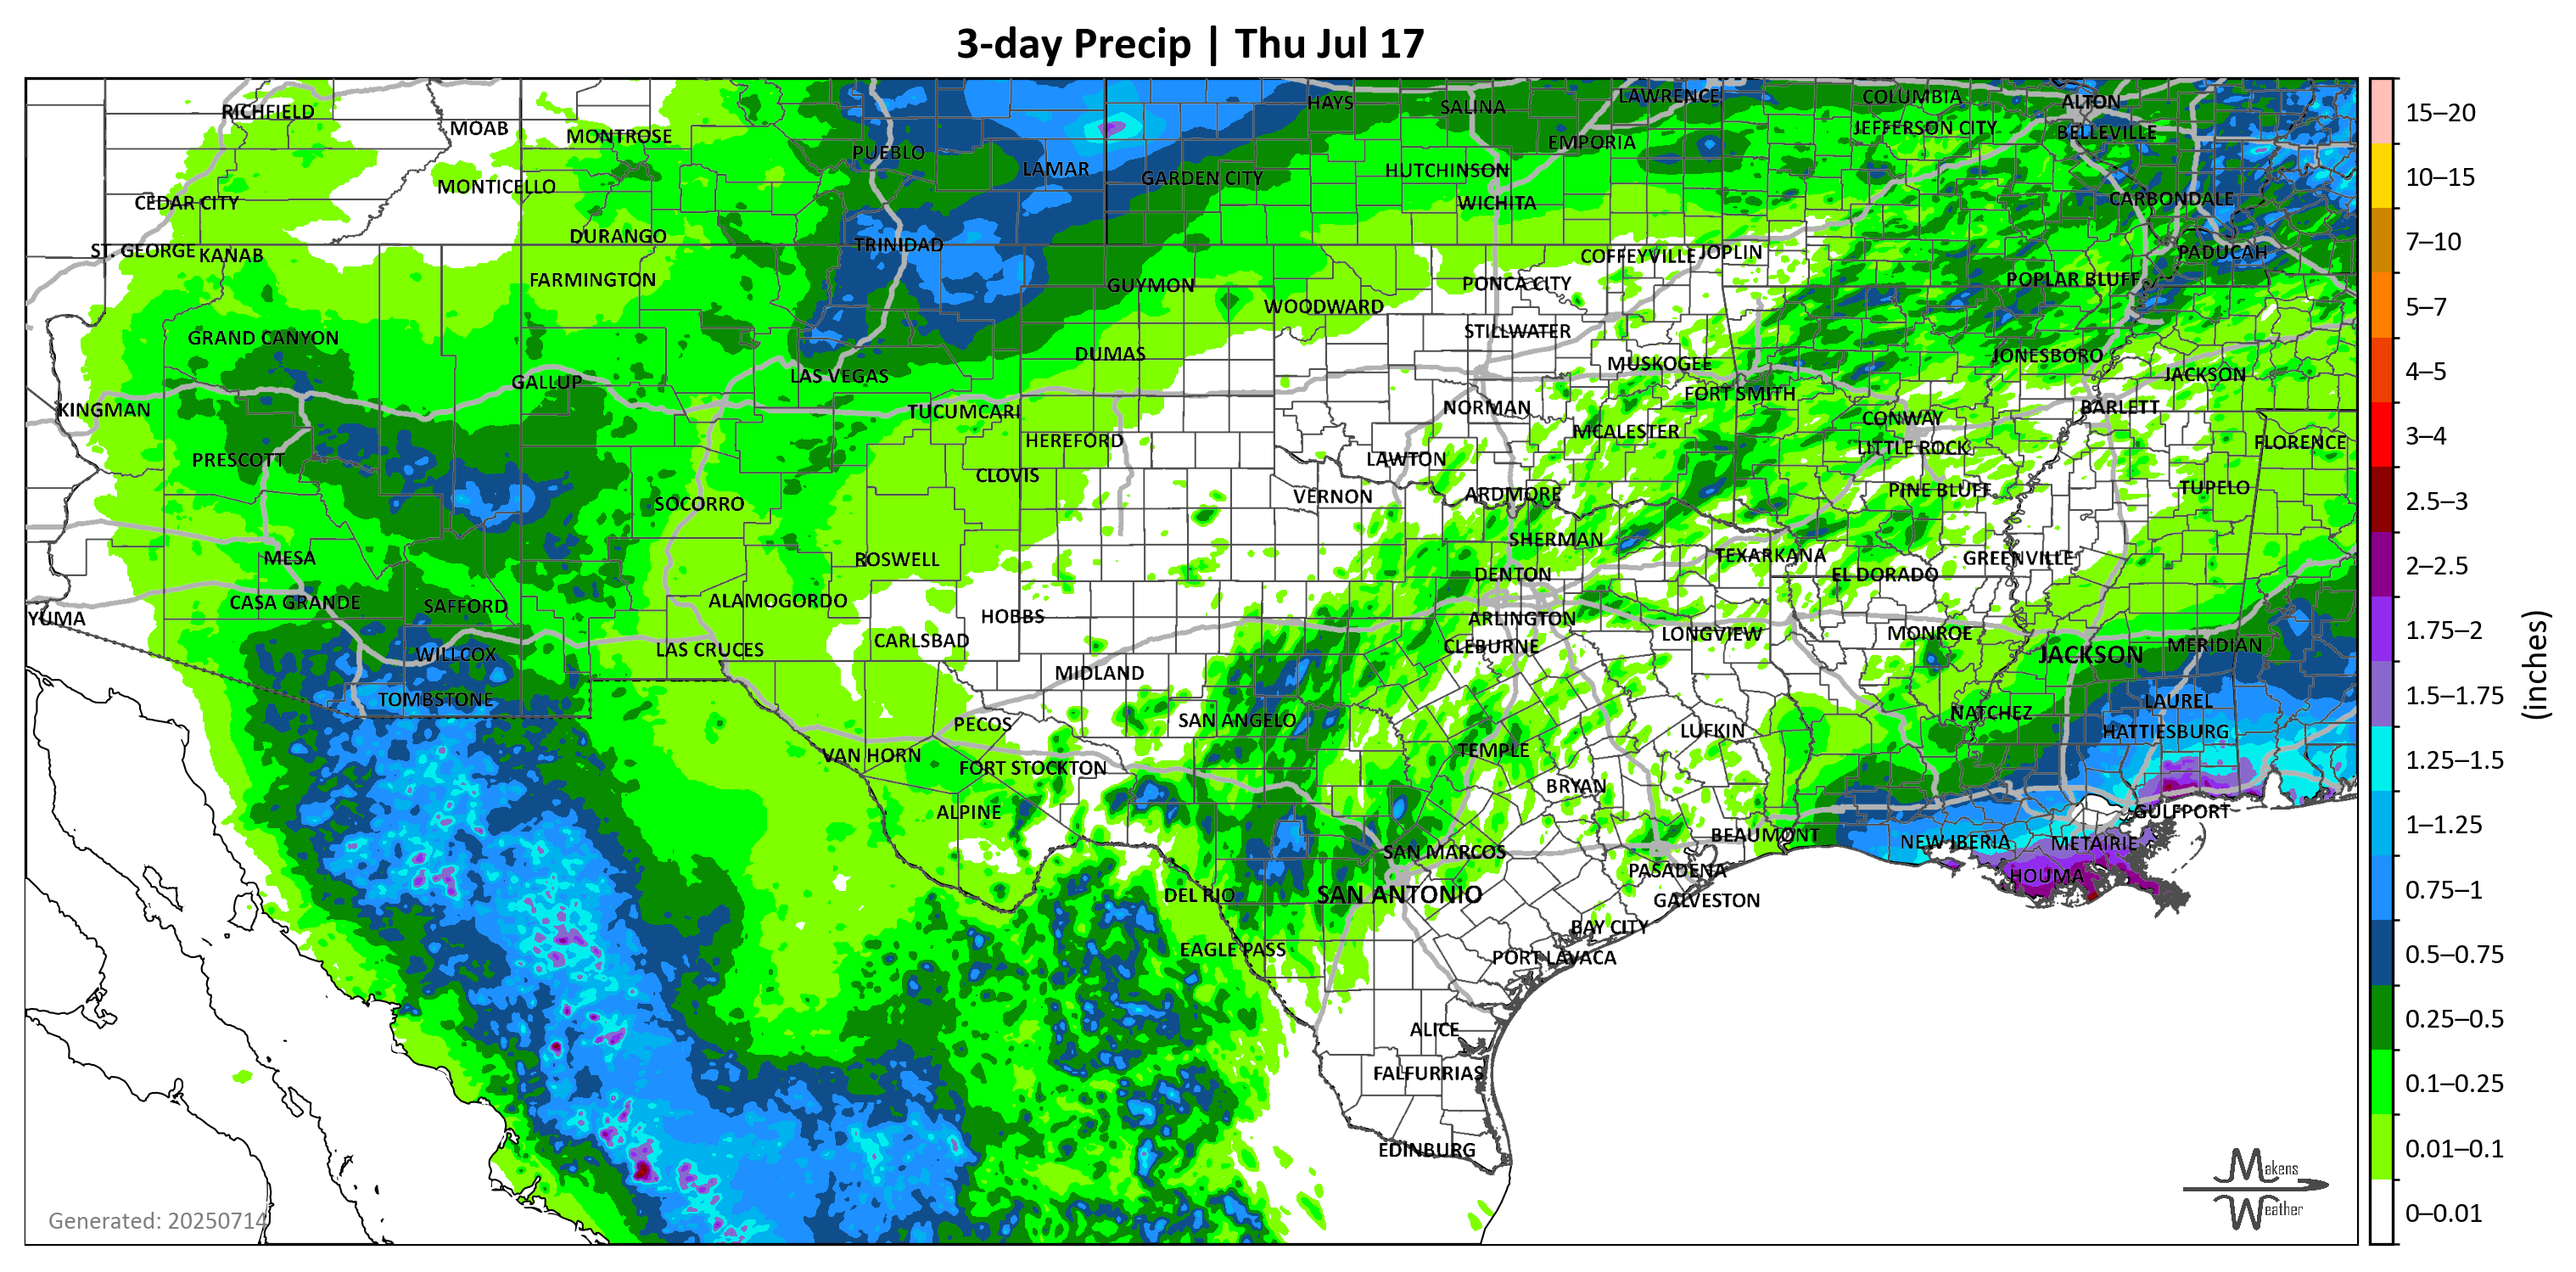 3-day Precip | Thu Jul 17
RICHFIELD
MOAB
MONTROSE
PUEBLO
LAMAR
GARDEN CITY
HAYS
SALINA
LAWRENCE
COLUMBIA
ALTON
EMPORIA
JEFFERSON CITY
BELLEVILLE
HUTCHINSON
MONTICELLO
CEDAR CITY
WICHITA
CARBONDALE
DURANGO
TRINIDAD
ST. GEORGE
KANAB
COFFEYVILLE
JOPLIN
PADUCAH
FARMINGTON
GUYMON
PONCA CITY
POPLAR BLUFF
WOODWARD
GRAND CANYON
STILLWATER
DUMAS
MUSKOGEE
JONESBORO
LAS VEGAS
GALLUP
JACKSON
FORT SMITH
KINGMAN
TUCUMCARI
NORMAN
BARLETT
CONWAY
HEREFORD
MCALESTER
FLORENCE
LITTLE ROCK
PRESCOTT
LAWTON
CLOVIS
SOCORRO
VERNON
ARDMORE
PINE BLUFF
TUPELO
SHERMAN
MESA
ROSWELL
TEXARKANA
GREENVILLE
DENTON
EL DORADO
CASA GRANDE
SAFFORD
ALAMOGORDO
YUMA
HOBBS
ARLINGTON
CARLSBAD
LONGVIEW
MONROE
WILLCOX
LAS CRUCES
CLEBURNE
JACKSON
MERIDIAN
MIDLAND
TOMBSTONE
LAUREL
PECOS
SAN ANGELO
NATCHEZ
LUFKIN
HATTIESBURG
VAN HORN
TEMPLE
FORT STOCKTON
BRYAN
ALPINE
GULFPORT
BEAUMONT
NEW IBERIA
METAIRIE
SAN MARCOS
PASADENA
HOUMA
DEL RIO
SAN ANTONIO
GALVESTON
BAY CITY
EAGLE PASS
PORT LAVACA
ALICE
FALFURRIAS
EDINBURG
Generated: 20250714
Makens
Weather
15–20
10–15
7–10
5–7
4–5
3–4
2.5–3
2–2.5
1.75–2
1.5–1.75
1.25–1.5
1–1.25
0.75–1
0.5–0.75
0.25–0.5
0.1–0.25
0.01–0.1
0–0.01
(inches)